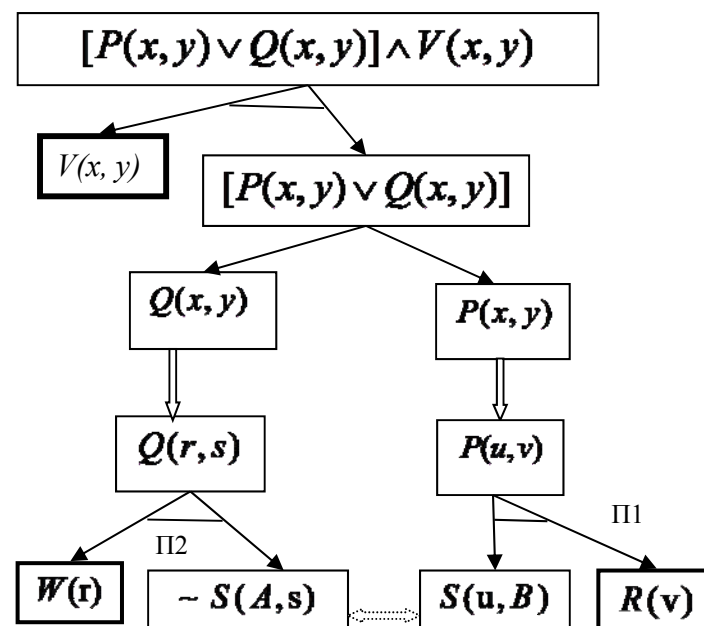 [P(x, y) ∨ Q(x, y)] ∧ V(x, y)
V(x, y)
[P(x, y) ∨ Q(x, y)]
Q(x, y)
P(x, y)
Q(r, s)
P(u, v)
П1
П2
W(r)
~ S(A, s)
S(u, B)
R(v)